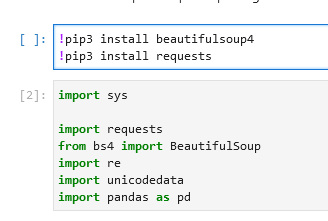 [ ]:
!pip3 install beautifulsoup4
!pip3 install requests
[2]:
import sys
import requests
from bs4 import BeautifulSoup
import re
import unicodedata
import pandas as pd